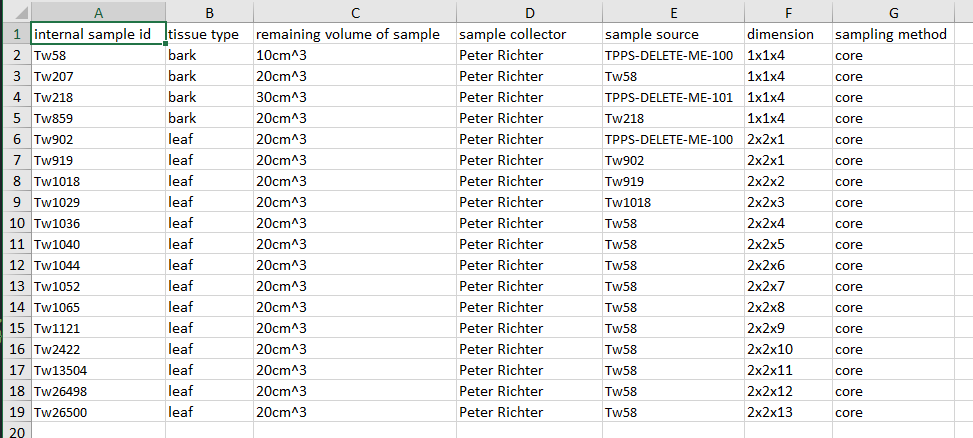 A B C D E F G
1 internal sample id tissue type remaining volume of sample sample collector sample source dimension sampling method
2 Tw58 bark 10cm^3 Peter Richter TPPS-DELETE-ME-100 1x1x4 core
3 Tw207 bark 20cm^3 Peter Richter Tw58 1x1x4 core
4 Tw218 bark 30cm^3 Peter Richter TPPS-DELETE-ME-101 1x1x4 core
5 Tw859 bark 20cm^3 Peter Richter Tw218 1x1x4 core
6 Tw902 leaf 20cm^3 Peter Richter TPPS-DELETE-ME-100 2x2x1 core
7 Tw919 leaf 20cm^3 Peter Richter Tw902 2x2x1 core
8 Tw1018 leaf 20cm^3 Peter Richter Tw919 2x2x2 core
9 Tw1029 leaf 20cm^3 Peter Richter Tw1018 2x2x3 core
10 Tw1036 leaf 20cm^3 Peter Richter Tw58 2x2x4 core
11 Tw1040 leaf 20cm^3 Peter Richter Tw58 2x2x5 core
12 Tw1044 leaf 20cm^3 Peter Richter Tw58 2x2x6 core
13 Tw1052 leaf 20cm^3 Peter Richter Tw58 2x2x7 core
14 Tw1065 leaf 20cm^3 Peter Richter Tw58 2x2x8 core
15 Tw1121 leaf 20cm^3 Peter Richter Tw58 2x2x9 core
16 Tw2422 leaf 20cm^3 Peter Richter Tw58 2x2x10 core
17 Tw13504 leaf 20cm^3 Peter Richter Tw58 2x2x11 core
18 Tw26498 leaf 20cm^3 Peter Richter Tw58 2x2x12 core
19 Tw26500 leaf 20cm^3 Peter Richter Tw58 2x2x13 core
20